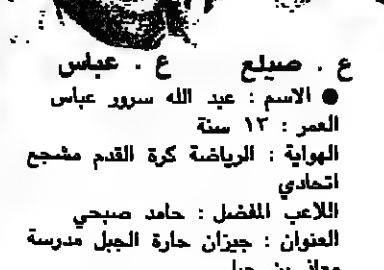 ع . صيلع ع . عباس
● الاسم : عبد الله سرور عباس
العمر : ١٣ سنة
الهواية : الرياضة كرة القدم مشجع
اتحادي
اللاعب المفضل : حامد صبحي
العنوان : جيزان حارة الجبل مدرسة